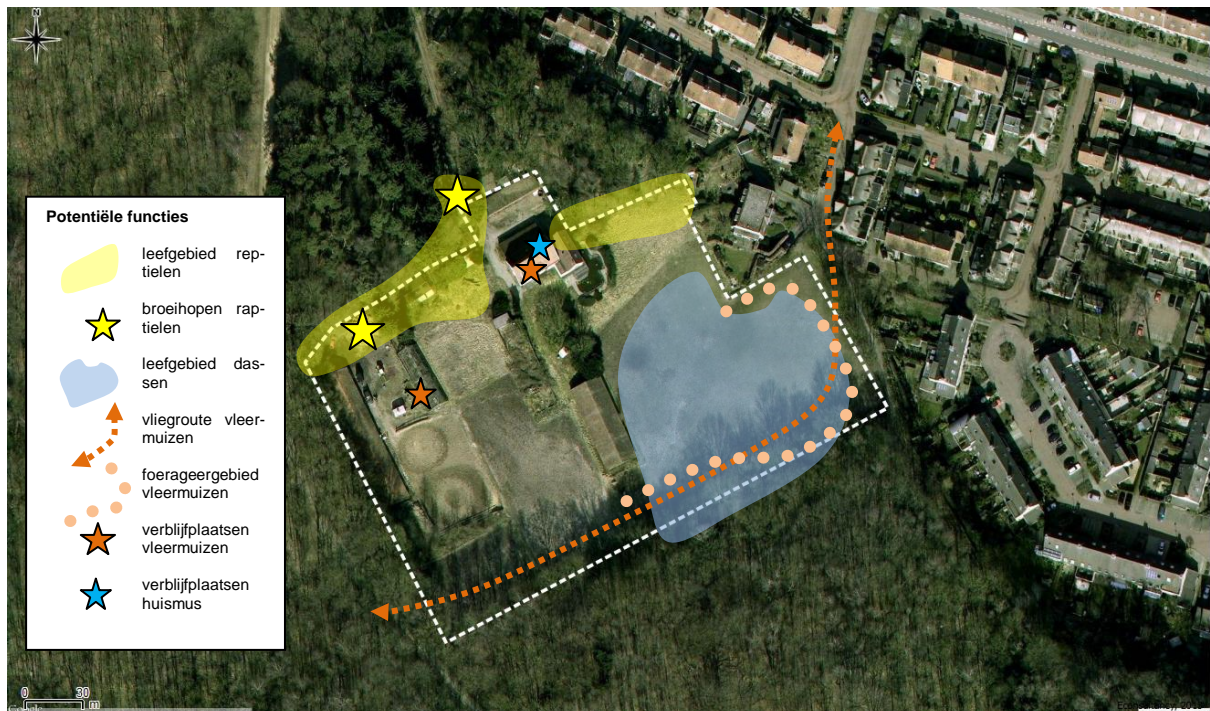 N
Potentiële functies
leefgebied rep-
tielen
broeihopen rap-
tielen
leefgebied das-
sen
vliegroute vleer-
muizen
foerageergebied
vleermuizen
verblijfplaatsen
vleermuizen
verblijfplaatsen
huismus
0 30
m
Google